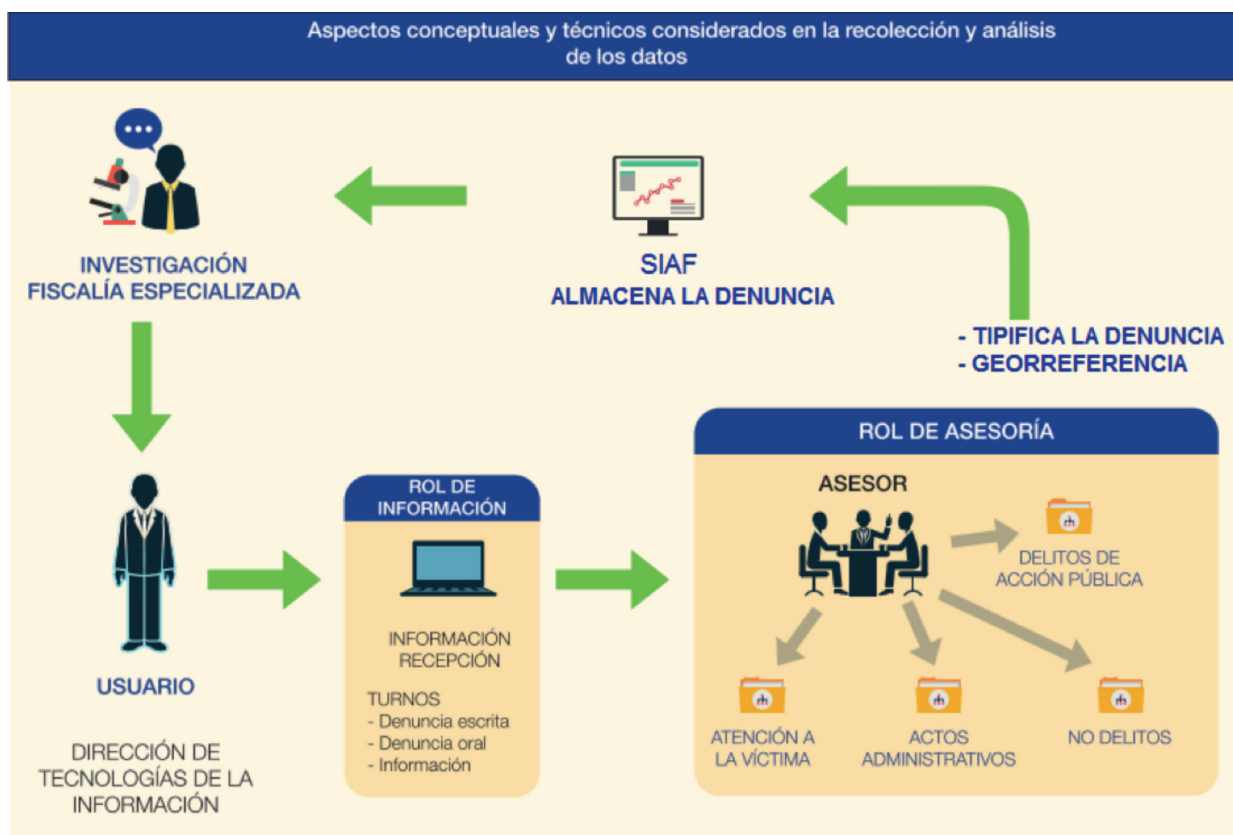 Aspectos conceptuales y técnicos considerados en la recolección y análisis
de los datos
INVESTIGACIÓN
FISCALÍA ESPECIALIZADA
SIAF
ALMACENA LA DENUNCIA
- TIPIFICA LA DENUNCIA
- GEORREFERENCIA
USUARIO
DIRECCIÓN DE
TECNOLOGÍAS DE LA
INFORMACIÓN
ROL DE
INFORMACIÓN
INFORMACIÓN
RECEPCIÓN
TURNOS
- Denuncia escrita
- Denuncia oral
- Información
ROL DE ASESORÍA
ASESOR
DELITOS DE
ACCIÓN PÚBLICA
ATENCIÓN A
LA VÍCTIMA
ACTOS
ADMINISTRATIVOS
NO DELITOS